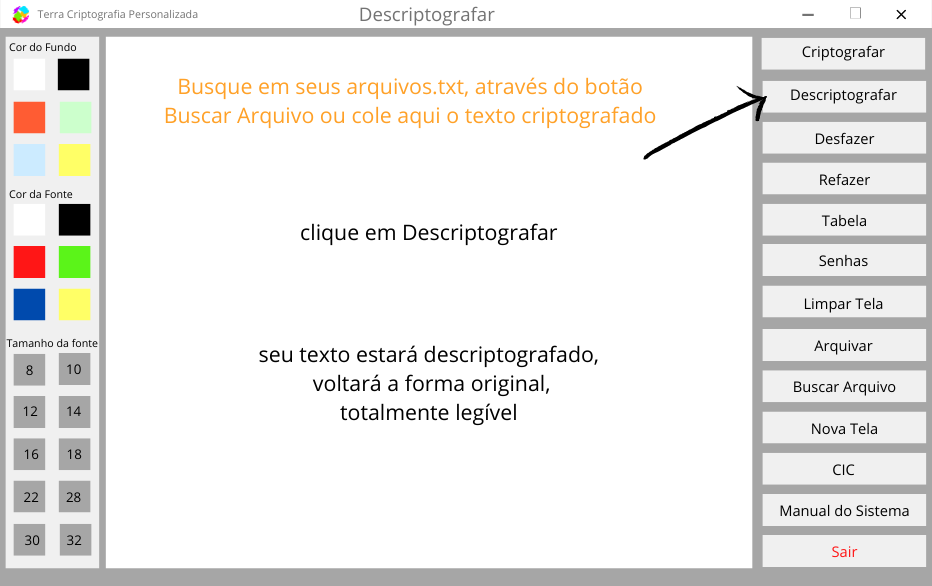 Terra Criptografia Personalizada
Descriptografar
Cor do Fundo
Cor da Fonte
Tamanho da fonte
8
10
12
14
16
18
22
28
30
32
Busque em seus arquivos.txt, através do botão
Buscar Arquivo ou cole aqui o texto criptografado
clique em Descriptografar
seu texto estará descriptografado,
voltará a forma original,
totalmente legível
Criptografar
Descriptografar
Desfazer
Refazer
Tabela
Senhas
Limpar Tela
Arquivar
Buscar Arquivo
Nova Tela
CIC
Manual do Sistema
Sair